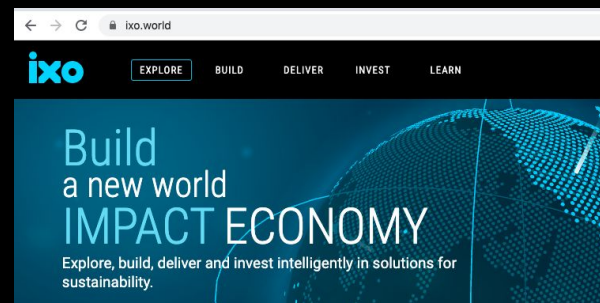 ixo.world
ixo
EXPLORE BUILD DELIVER INVEST LEARN
Build
a new world
IMPACT ECONOMY
Explore, build, deliver and invest intelligently in solutions for
sustainability.